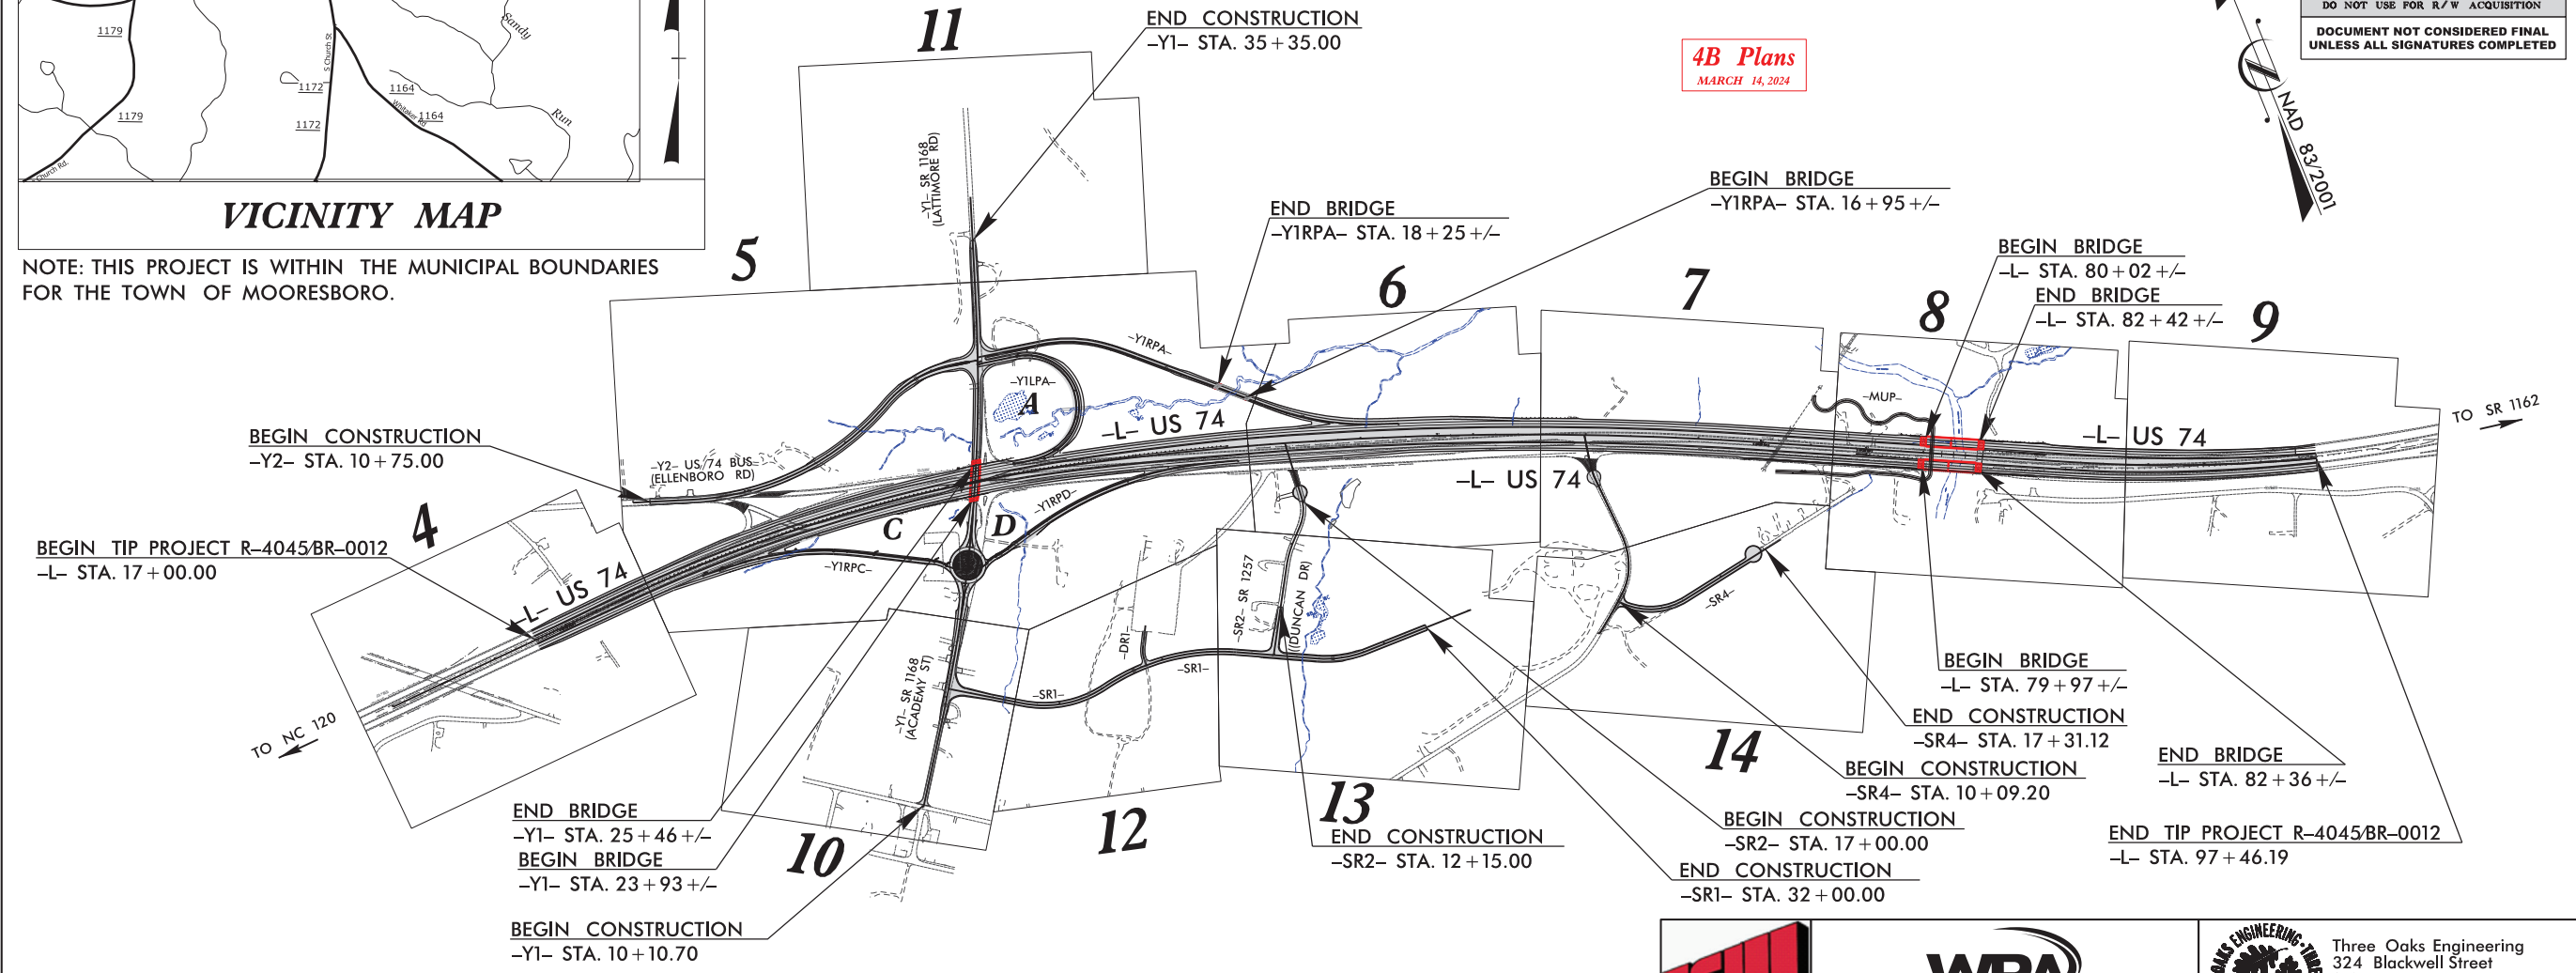 1179
1179
S Church St
1172
1172
1164
1164
Whitaker Rd
Sandy
Run
Church Rd.
VICINITY MAP
NOTE: THIS PROJECT IS WITHIN THE MUNICIPAL BOUNDARIES
FOR THE TOWN OF MOORESBORO.
DO NOT USE FOR R/W ACQUISITION
DOCUMENT NOT CONSIDERED FINAL
UNLESS ALL SIGNATURES COMPLETED
4B Plans
MARCH 14, 2024
NAD 83/2001
11
END CONSTRUCTION
-Y1- STA. 35+35.00
-Y1- SR 1168
(LATTIMORE RD)
5
END BRIDGE
-Y1RPA- STA. 18+25 +/-
BEGIN BRIDGE
-Y1RPA- STA. 16+95 +/-
6
7
BEGIN BRIDGE
-L- STA. 80+02 +/-
END BRIDGE
-L- STA. 82+42 +/-
8
9
TO SR 1162
-Y1RPA-
-Y1LPA-
A
-L- US 74
-MUP-
-L- US 74
BEGIN CONSTRUCTION
-Y2- STA. 10+75.00
-Y2- US 74 BUS
(ELLENBORO RD)
-L- US 74
4
BEGIN TIP PROJECT R-4045/BR-0012
-L- STA. 17+00.00
C
D
-Y1RPD-
-Y1RPC-
-L- US 74
TO NC 120
-Y1- SR 1168
(ACADEMY ST)
-SR1-
-DR1-
-SR1-
-SR2- SR 1257
(DUNCAN DR)
-SR4-
BEGIN BRIDGE
-L- STA. 79+97 +/-
END CONSTRUCTION
-SR4- STA. 17+31.12
BEGIN CONSTRUCTION
-SR4- STA. 10+09.20
END BRIDGE
-L- STA. 82+36 +/-
14
13
12
10
END BRIDGE
-Y1- STA. 25+46 +/-
BEGIN BRIDGE
-Y1- STA. 23+93 +/-
BEGIN CONSTRUCTION
-Y1- STA. 10+10.70
END CONSTRUCTION
-SR2- STA. 12+15.00
BEGIN CONSTRUCTION
-SR2- STA. 17+00.00
END CONSTRUCTION
-SR1- STA. 32+00.00
END TIP PROJECT R-4045/BR-0012
-L- STA. 97+46.19
OAKS ENGINEERING
Three Oaks Engineering
324 Blackwell Street